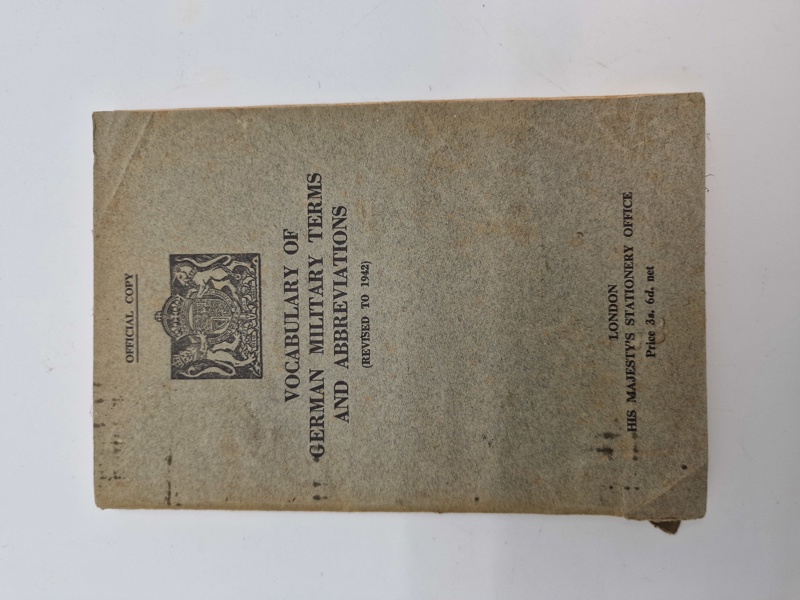 OFFICIAL COPY
VOCABULARY OF
GERMAN MILITARY TERMS
AND ABBREVIATIONS
(REVISED TO 1942)
LONDON
HIS MAJESTY'S STATIONERY OFFICE
Price 3s. 6d. net